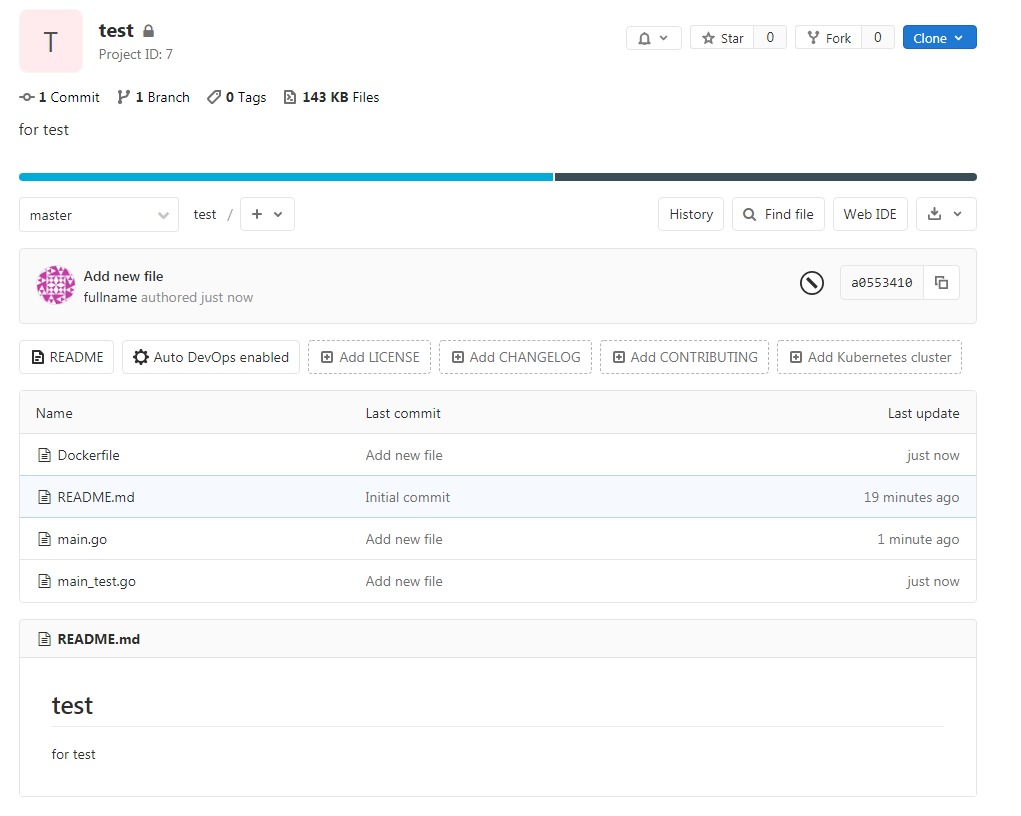 T
test
Project ID: 7
Star 0 Fork 0 Clone
1 Commit 1 Branch 0 Tags 143 KB Files
for test
master test / + History Find file Web IDE
Add new file
fullname authored just now
a0553410
README Auto DevOps enabled Add LICENSE Add CHANGELOG Add CONTRIBUTING Add Kubernetes cluster
Name Last commit Last update
Dockerfile Add new file just now
README.md Initial commit 19 minutes ago
main.go Add new file 1 minute ago
main_test.go Add new file just now
README.md
test
for test